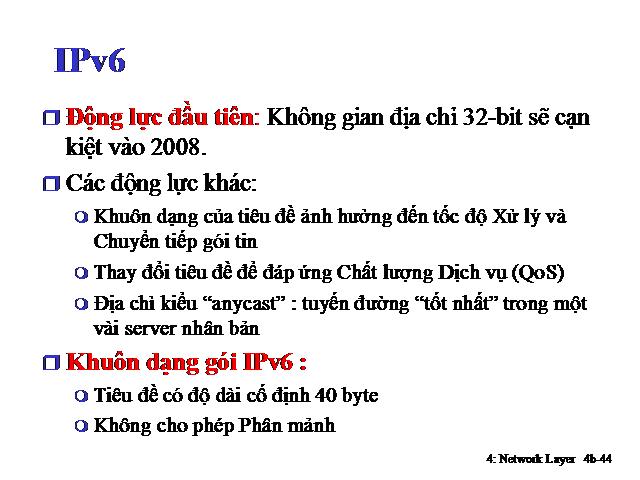 IPv6
Động lực đầu tiên: Không gian địa chỉ 32-bit sẽ cạn
kiệt vào 2008.
Các động lực khác:
Khuôn dạng của tiêu đề ảnh hưởng đến tốc độ Xử lý và
Chuyển tiếp gói tin
Thay đổi tiêu đề để đáp ứng Chất lượng Dịch vụ (QoS)
Địa chỉ kiểu “anycast” : tuyến đường “tốt nhất” trong một
vài server nhân bản
Khuôn dạng gói IPv6 :
Tiêu đề có độ dài cố định 40 byte
Không cho phép Phân mảnh
4: Network Layer 4b-44